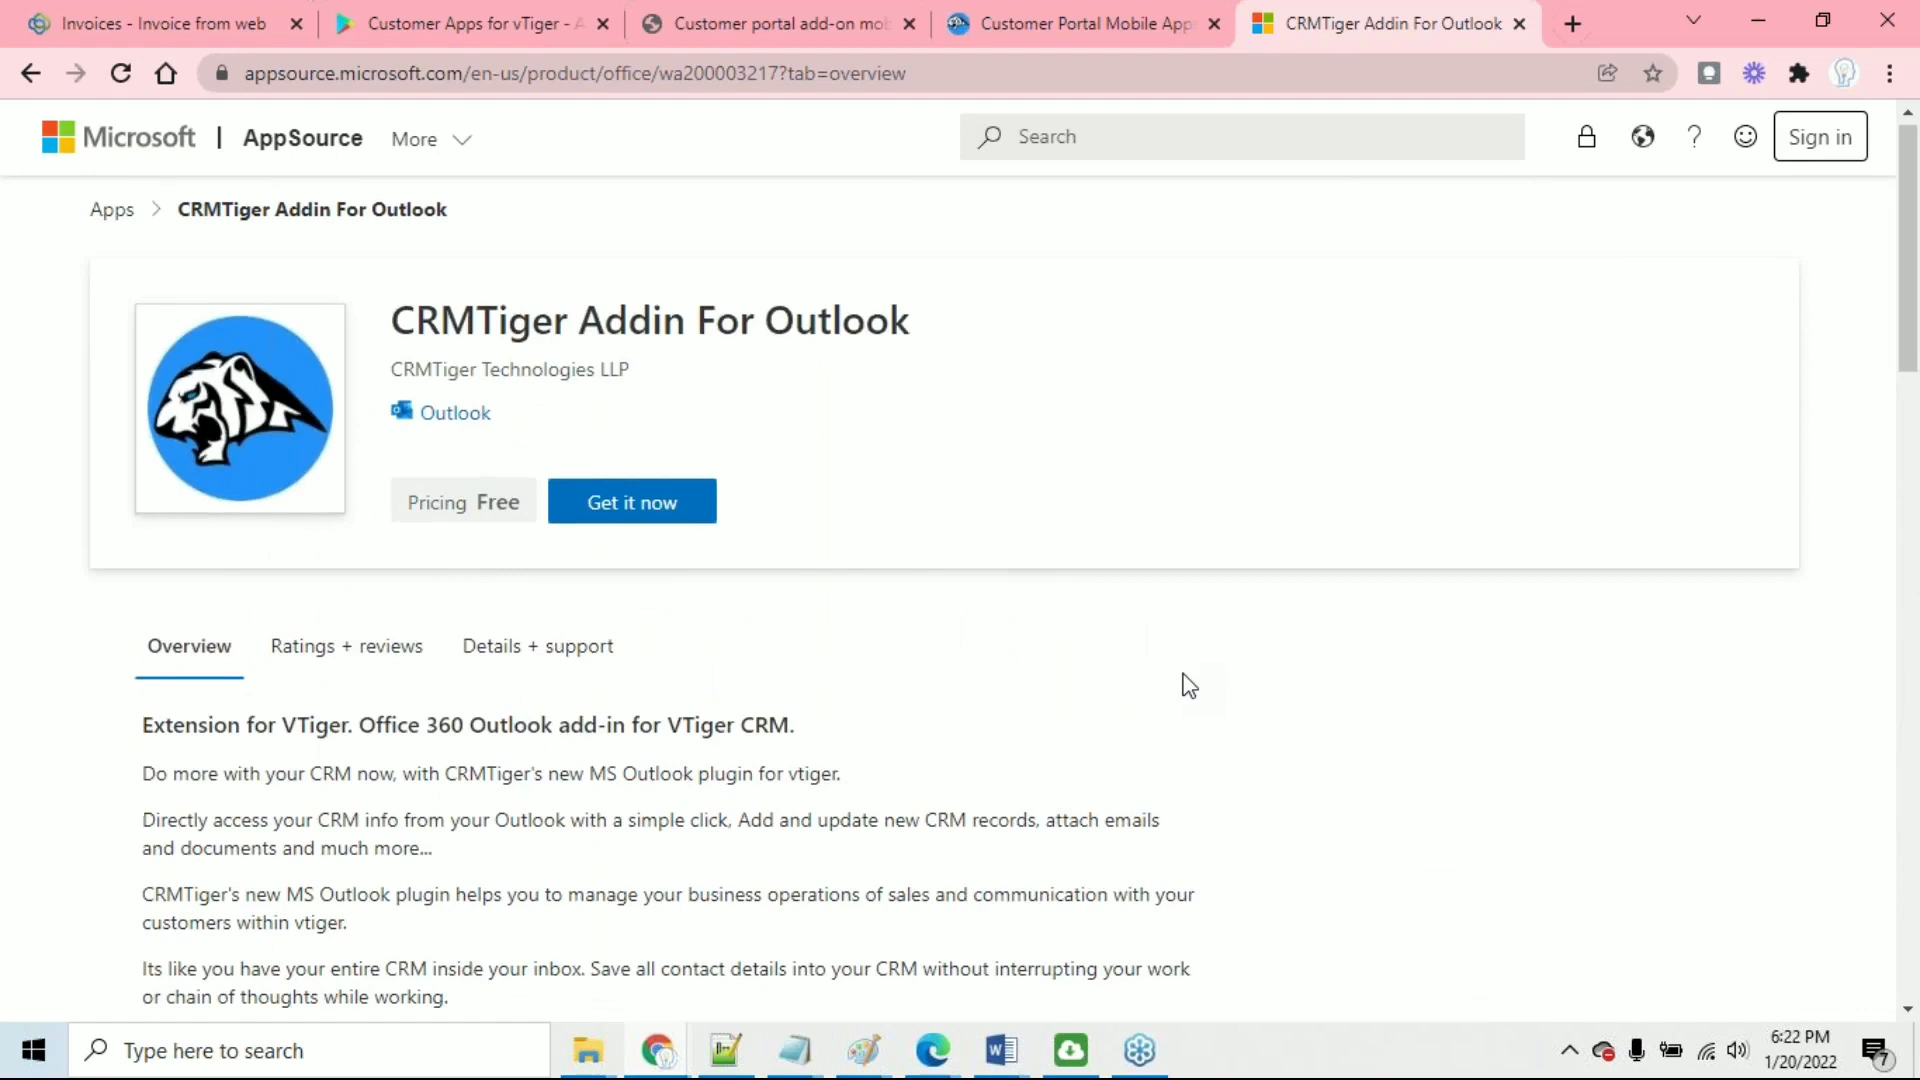 Invoices - Invoice from web
Customer Apps for vTiger - A
Customer portal add-on mob
Customer Portal Mobile Apps
CRMTiger Addin For Outlook
appsource.microsoft.com/en-us/product/office/wa200003217?tab=overview
Microsoft | AppSource More Search Sign in
Apps > CRMTiger Addin For Outlook
CRMTiger Addin For Outlook
CRMTiger Technologies LLP
Outlook
Pricing Free Get it now
Overview Ratings + reviews Details + support
Extension for VTiger. Office 360 Outlook add-in for VTiger CRM.
Do more with your CRM now, with CRMTiger's new MS Outlook plugin for vtiger.
Directly access your CRM info from your Outlook with a simple click, Add and update new CRM records, attach emails
and documents and much more...
CRMTiger's new MS Outlook plugin helps you to manage your business operations of sales and communication with your
customers within vtiger.
Its like you have your entire CRM inside your inbox. Save all contact details into your CRM without interrupting your work
or chain of thoughts while working.
Type here to search
6:22 PM
1/20/2022
7